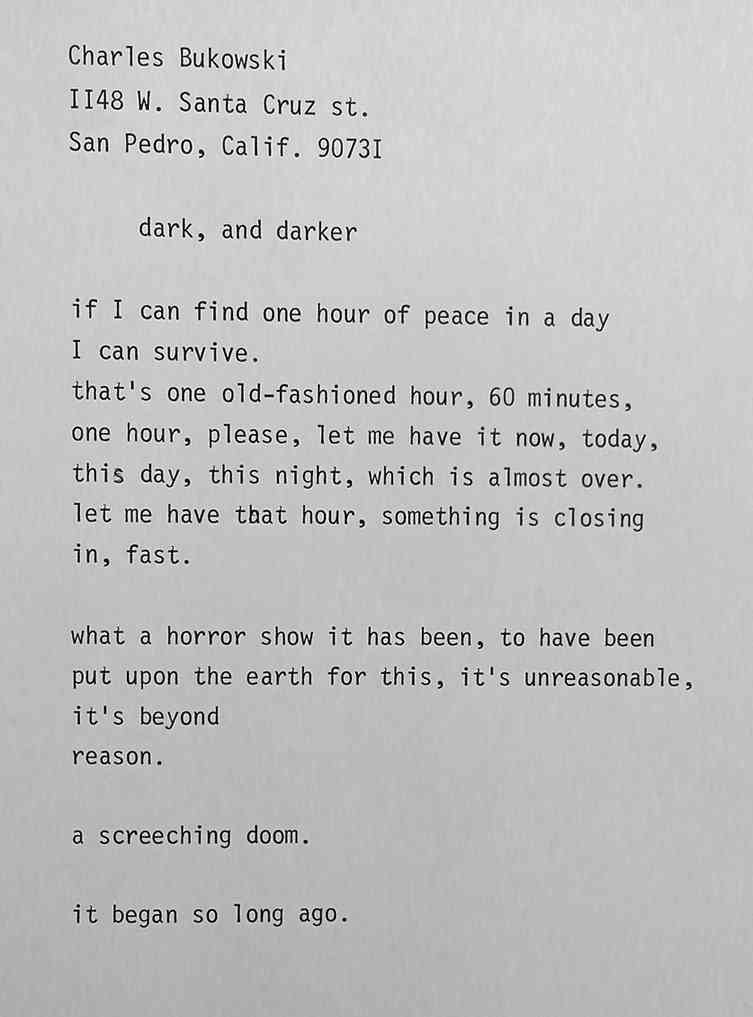 Charles Bukowski
II48 W. Santa Cruz st.
San Pedro, Calif. 9073I
dark, and darker
if I can find one hour of peace in a day
I can survive.
that's one old-fashioned hour, 60 minutes,
one hour, please, let me have it now, today,
this day, this night, which is almost over.
let me have that hour, something is closing
in, fast.
what a horror show it has been, to have been
put upon the earth for this, it's unreasonable,
it's beyond
reason.
a screeching doom.
it began so long ago.